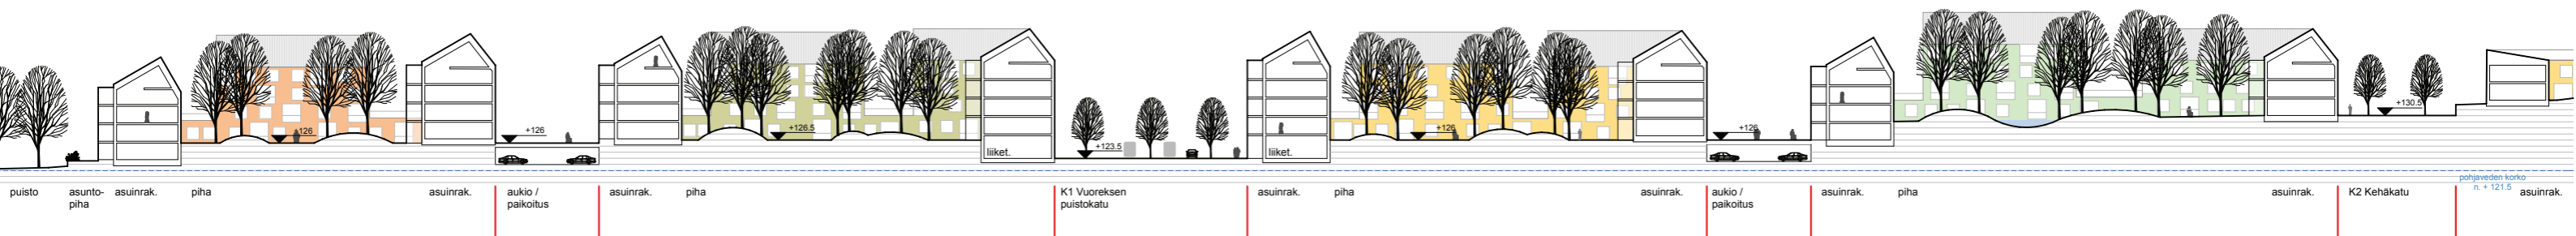 +126
+126
+126.5
liiket.
+123.5
liiket.
+126
+126
+130.5
puisto
asunto-
piha
asuinrak.
piha
asuinrak.
aukio /
paikoitus
asuinrak.
piha
K1 Vuoreksen
puistokatu
asuinrak.
piha
asuinrak.
aukio /
paikoitus
asuinrak.
piha
asuinrak.
K2 Kehäkatu
pohjaveden korko
n. + 121.5
asuinrak.